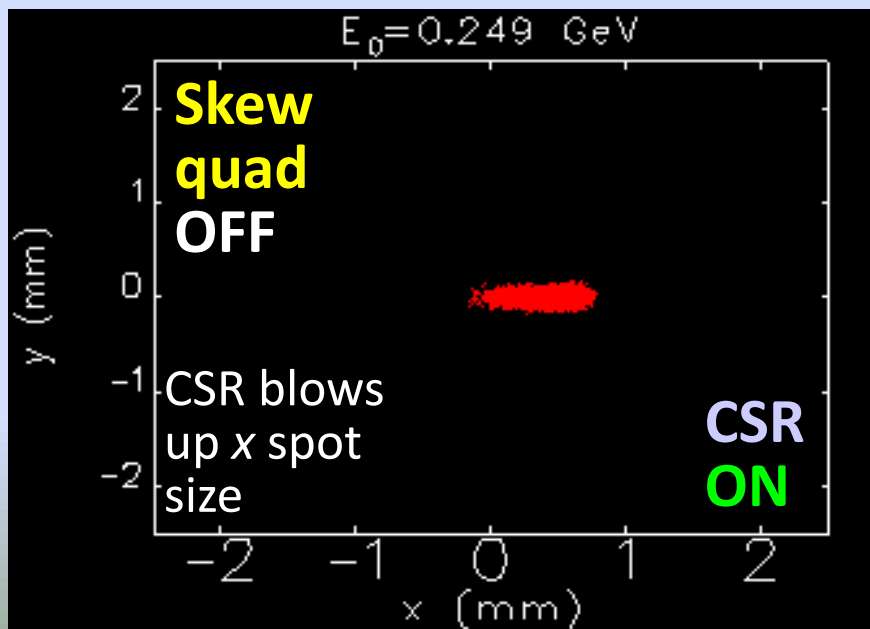 E₀=0.249 GeV
Skew
quad
OFF
2
1
0
−1
−2
y (mm)
CSR blows
up x spot
size
CSR
ON
−2 −1 0 1 2
x (mm)